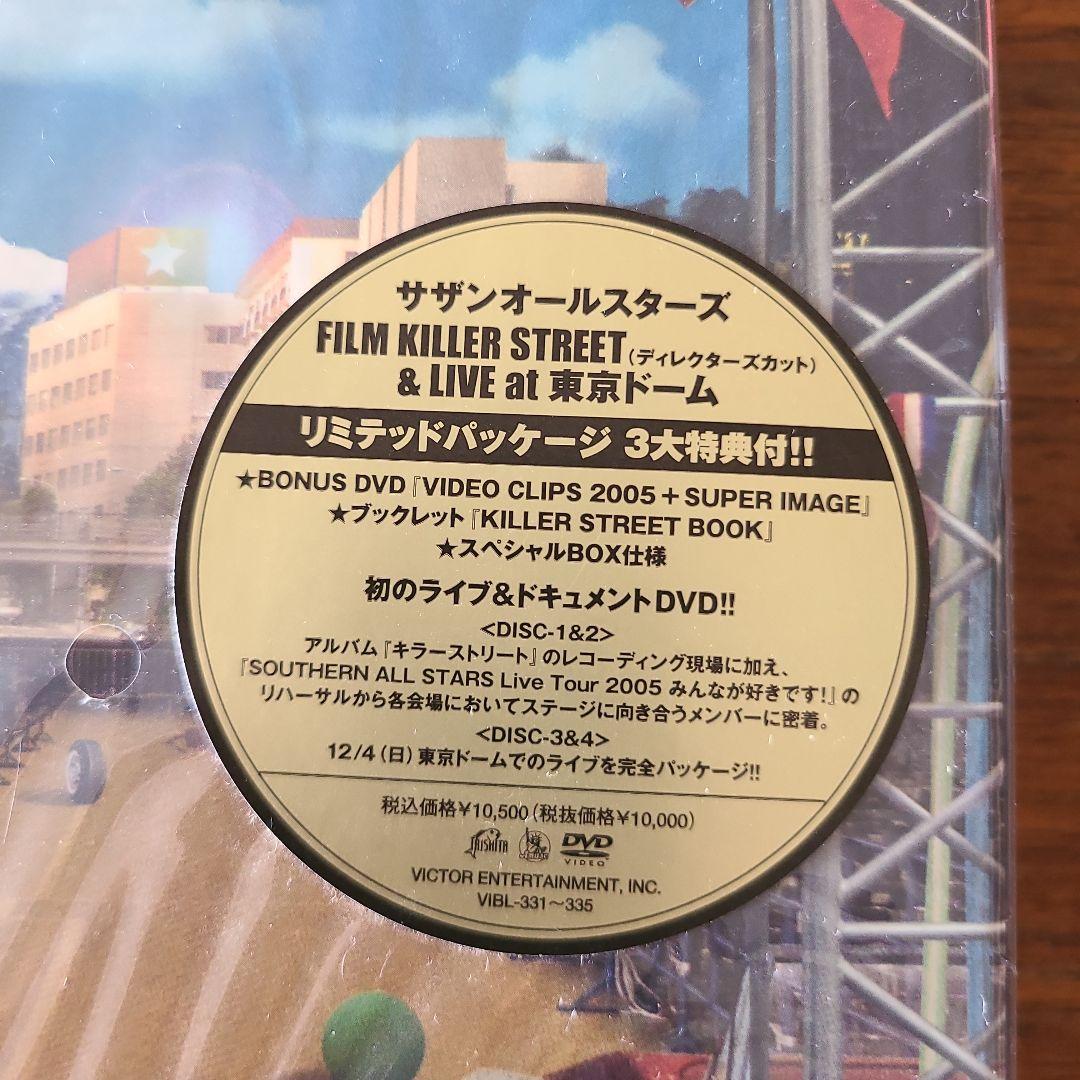 サザンオールスターズ
FILM KILLER STREET(ディレクターズカット)
& LIVE at 東京ドーム
リミテッドパッケージ 3大特典付!!
★BONUS DVD『VIDEO CLIPS 2005+SUPER IMAGE』
★ブックレット『KILLER STREET BOOK』
★スペシャルBOX仕様
初のライブ&ドキュメントDVD!!
<DISC-1&2>
アルバム『キラーストリート』のレコーディング現場に加え、
『SOUTHERN ALL STARS Live Tour 2005 みんなが好きです!』の
リハーサルから各会場においてステージに向き合うメンバーに密着。
<DISC-3&4>
12/4(日)東京ドームでのライブを完全パッケージ!!
税込価格¥10,500(税抜価格¥10,000)
TAISHITA
DVD
VIDEO
VICTOR ENTERTAINMENT, INC.
VIBL-331〜335